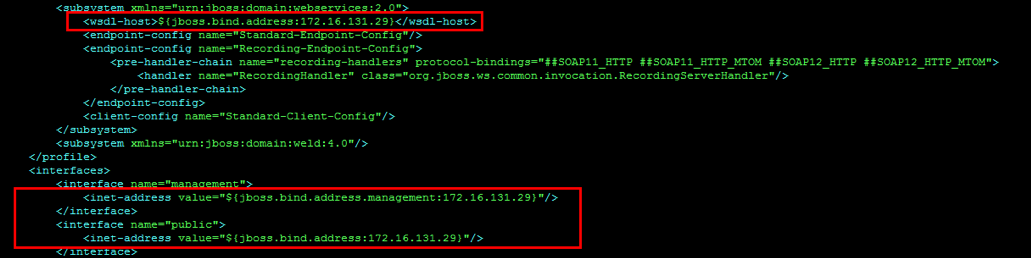 <subsystem xmlns="urn:jboss:domain:webservices:2.0">
<wsdl-host>${jboss.bind.address:172.16.131.29}</wsdl-host>
<endpoint-config name="Standard-Endpoint-Config"/>
<endpoint-config name="Recording-Endpoint-Config">
<pre-handler-chain name="recording-handlers" protocol-bindings="##SOAP11_HTTP ##SOAP11_HTTP_MTOM ##SOAP12_HTTP ##SOAP12_HTTP_MTOM">
<handler name="RecordingHandler" class="org.jboss.ws.common.invocation.RecordingServerHandler"/>
</pre-handler-chain>
</endpoint-config>
<client-config name="Standard-Client-Config"/>
</subsystem>
<subsystem xmlns="urn:jboss:domain:weld:4.0"/>
</profile>
<interfaces>
<interface name="management">
<inet-address value="${jboss.bind.address.management:172.16.131.29}"/>
</interface>
<interface name="public">
<inet-address value="${jboss.bind.address:172.16.131.29}"/>
</interface>